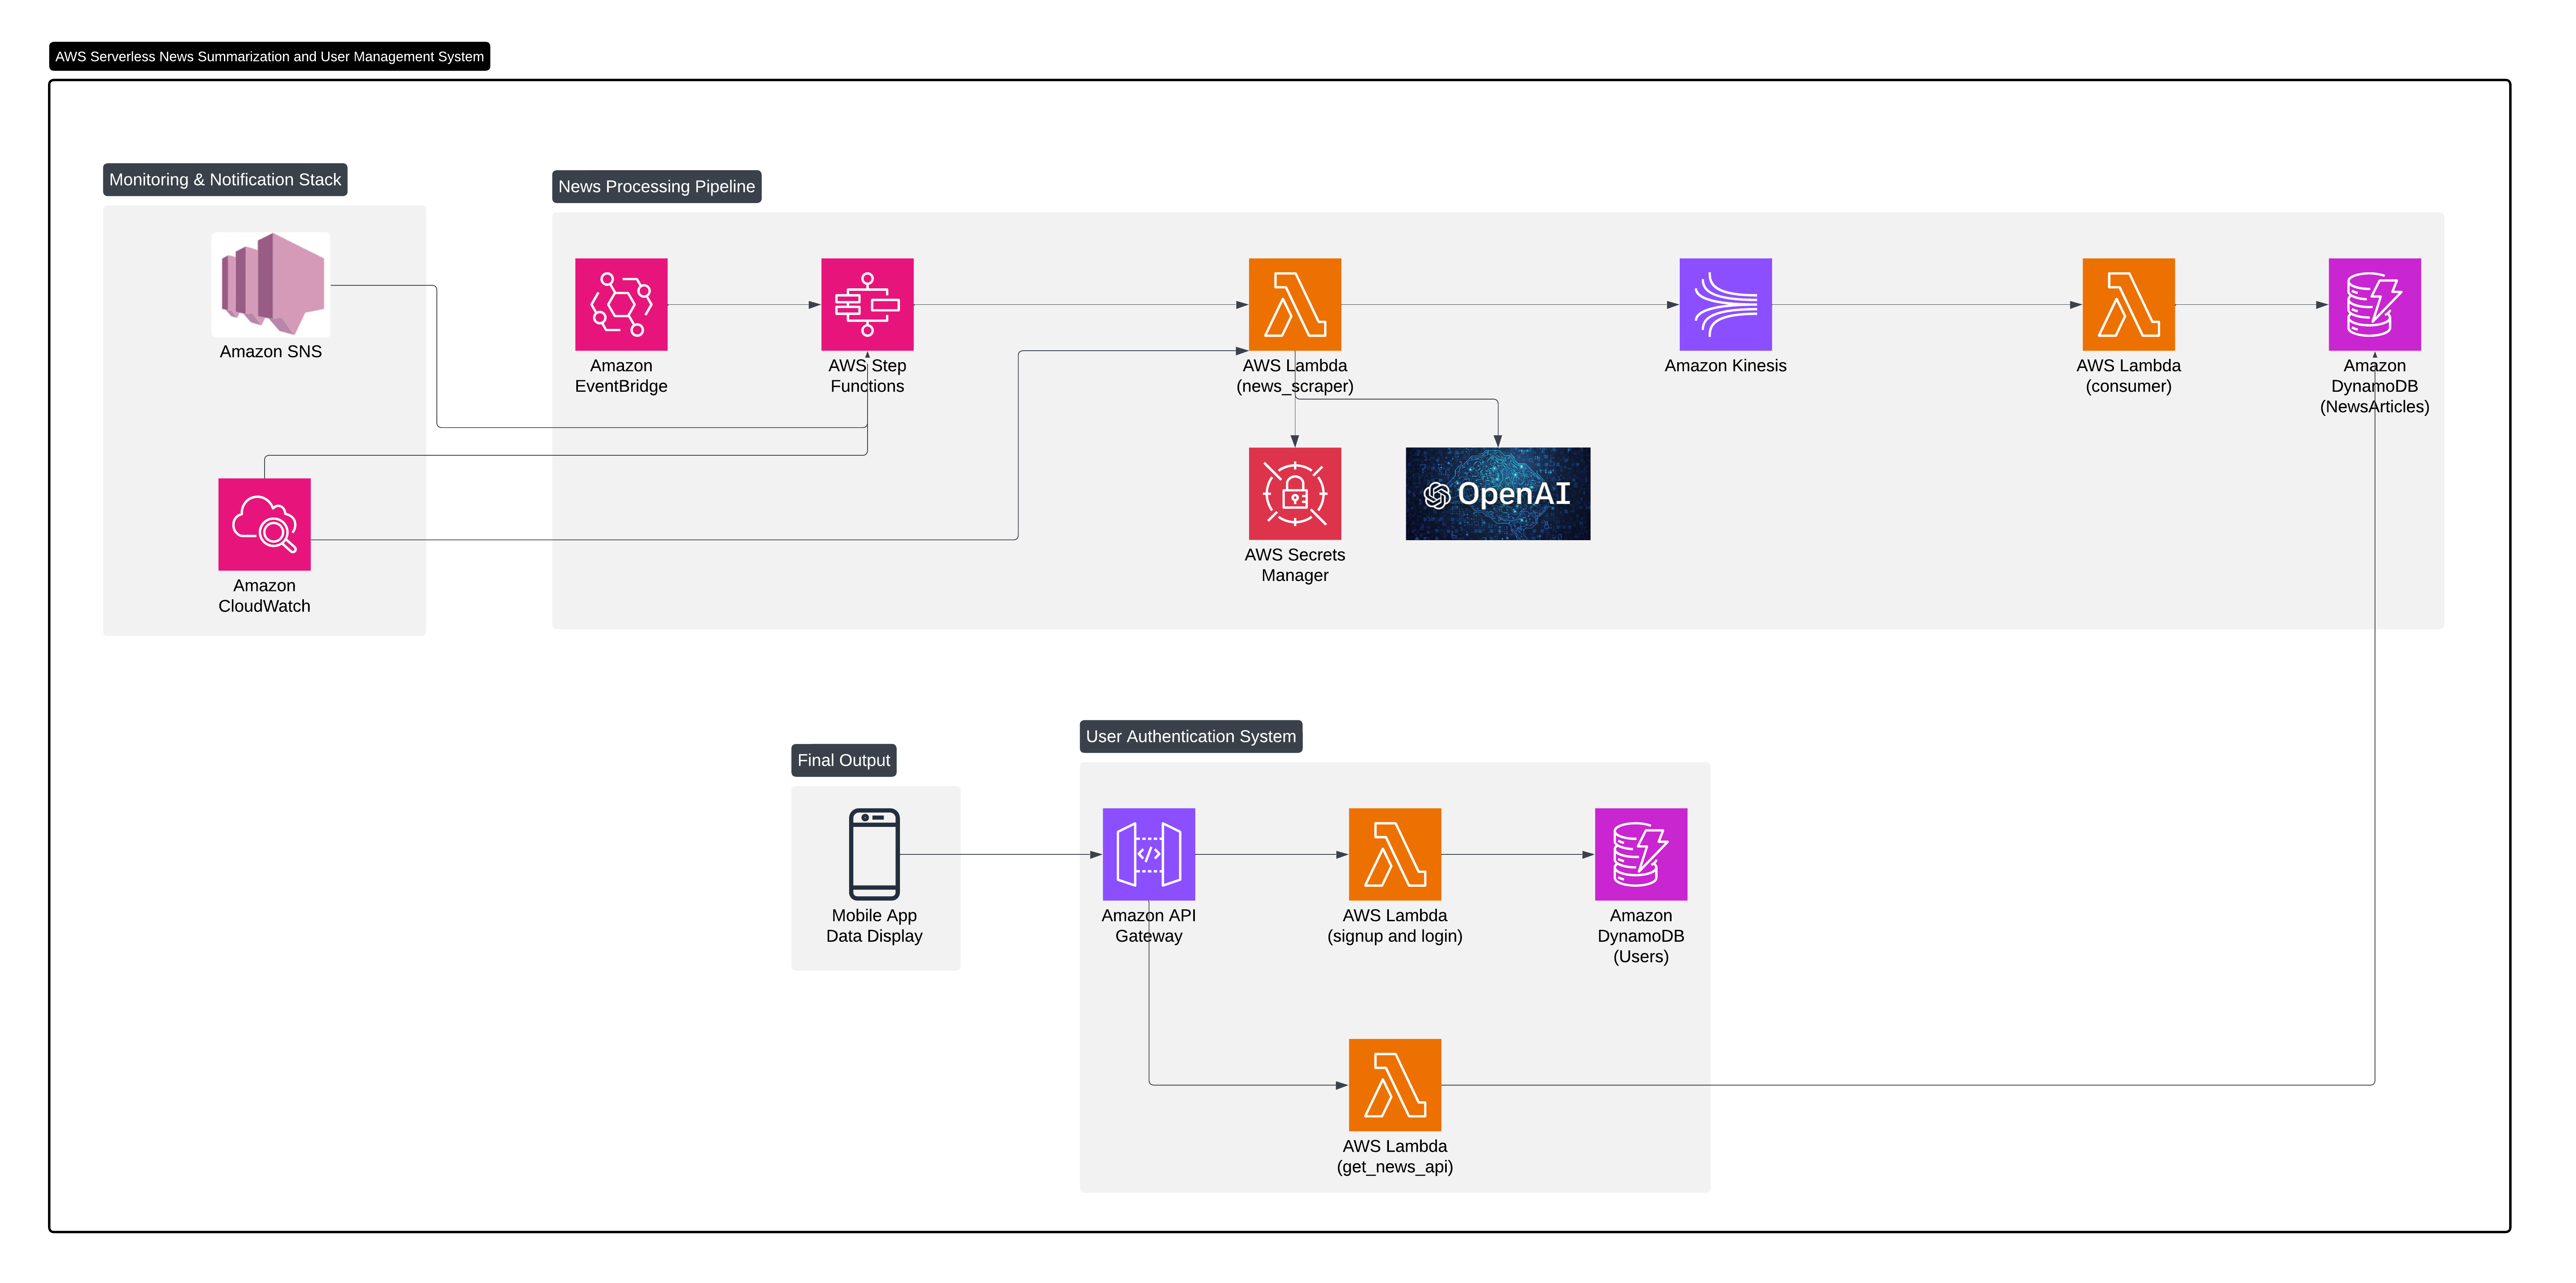 AWS Serverless News Summarization and User Management System
Monitoring & Notification Stack
Amazon SNS
Amazon
CloudWatch
News Processing Pipeline
Amazon
EventBridge
AWS Step
Functions
AWS Lambda
(news_scraper)
AWS Secrets
Manager
OpenAI
Amazon Kinesis
AWS Lambda
(consumer)
Amazon
DynamoDB
(NewsArticles)
Final Output
Mobile App
Data Display
User Authentication System
</>
Amazon API
Gateway
AWS Lambda
(signup and login)
Amazon
DynamoDB
(Users)
AWS Lambda
(get_news_api)